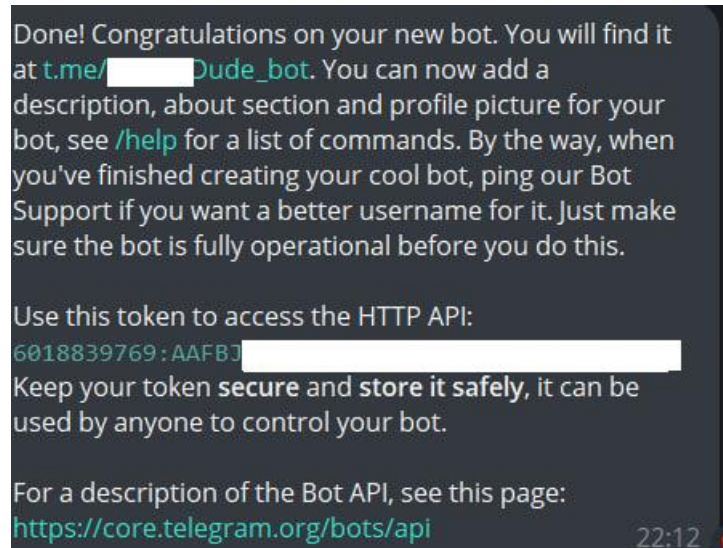 Done! Congratulations on your new bot. You will find it
at t.me/ Dude_bot. You can now add a
description, about section and profile picture for your
bot, see /help for a list of commands. By the way, when
you've finished creating your cool bot, ping our Bot
Support if you want a better username for it. Just make
sure the bot is fully operational before you do this.
Use this token to access the HTTP API:
6018839769:AAFBJ
Keep your token secure and store it safely, it can be
used by anyone to control your bot.
For a description of the Bot API, see this page:
https://core.telegram.org/bots/api
22:12